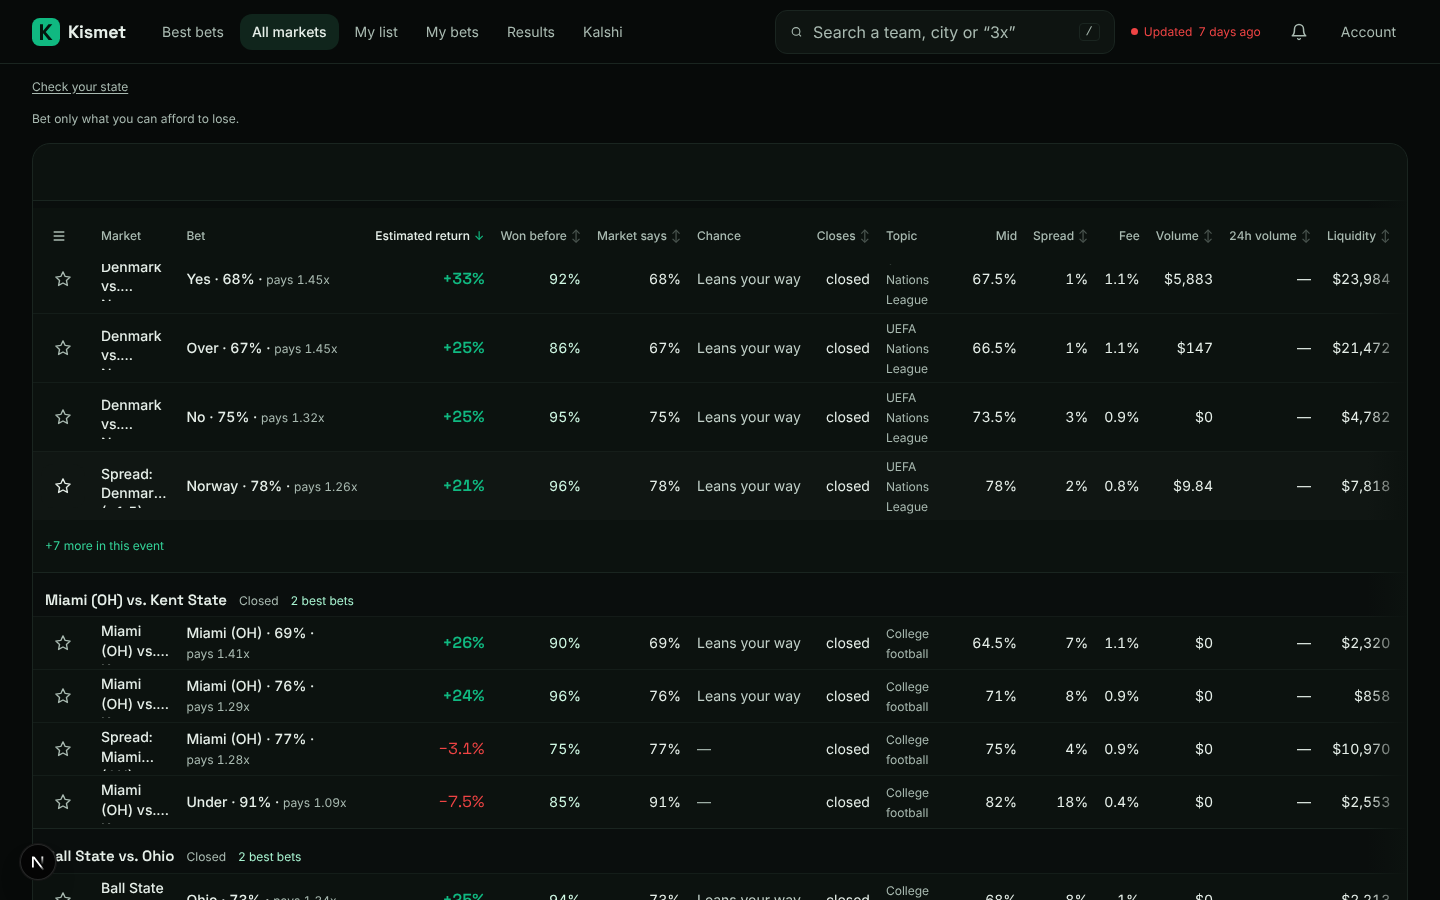 K Kismet Best bets All markets My list My bets Results Kalshi Search a team, city or “3x” / Updated 7 days ago Account
Check your state
Bet only what you can afford to lose.
Market Bet Estimated return ↓ Won before Market says Chance Closes Topic Mid Spread Fee Volume 24h volume Liquidity
Denmark vs.… Yes · 68% · pays 1.45x +33% 92% 68% Leans your way closed Nations League 67.5% 1% 1.1% $5,883 — $23,984
Denmark vs.… Over · 67% · pays 1.45x +25% 86% 67% Leans your way closed UEFA Nations League 66.5% 1% 1.1% $147 — $21,472
Denmark vs.… No · 75% · pays 1.32x +25% 95% 75% Leans your way closed UEFA Nations League 73.5% 3% 0.9% $0 — $4,782
Spread: Denmar… Norway · 78% · pays 1.26x +21% 96% 78% Leans your way closed UEFA Nations League 78% 2% 0.8% $9.84 — $7,818
+7 more in this event
Miami (OH) vs. Kent State Closed 2 best bets
Miami (OH) vs.… Miami (OH) · 69% · pays 1.41x +26% 90% 69% Leans your way closed College football 64.5% 7% 1.1% $0 — $2,320
Miami (OH) vs.… Miami (OH) · 76% · pays 1.29x +24% 96% 76% Leans your way closed College football 71% 8% 0.9% $0 — $858
Spread: Miami… Miami (OH) · 77% · pays 1.28x −3.1% 75% 77% — closed College football 75% 4% 0.9% $0 — $10,970
Miami (OH) vs.… Under · 91% · pays 1.09x −7.5% 85% 91% — closed College football 82% 18% 0.4% $0 — $2,553
N all State vs. Ohio Closed 2 best bets
Ball State Ohio · 73% +25% 94% 73% Leans your way closed College 68% 8% 1% $0